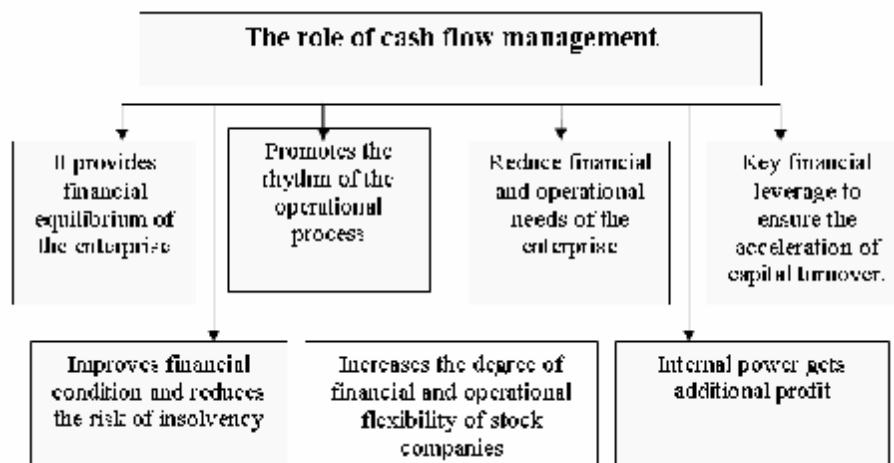 The role of cash flow management.
It provides
financial
equilibrium of
the enterprise
Promotes the
rhythm of the
operational
process
Reduce financial
and operational
needs of the
enterprise
Key financial
leverage to
ensure the
acceleration of
capital turnover.
Improves financial
condition and reduces
the risk of insolvency
Increases the degree of
financial and operational
flexibility of stock
companies
Internal power gets
additional profit